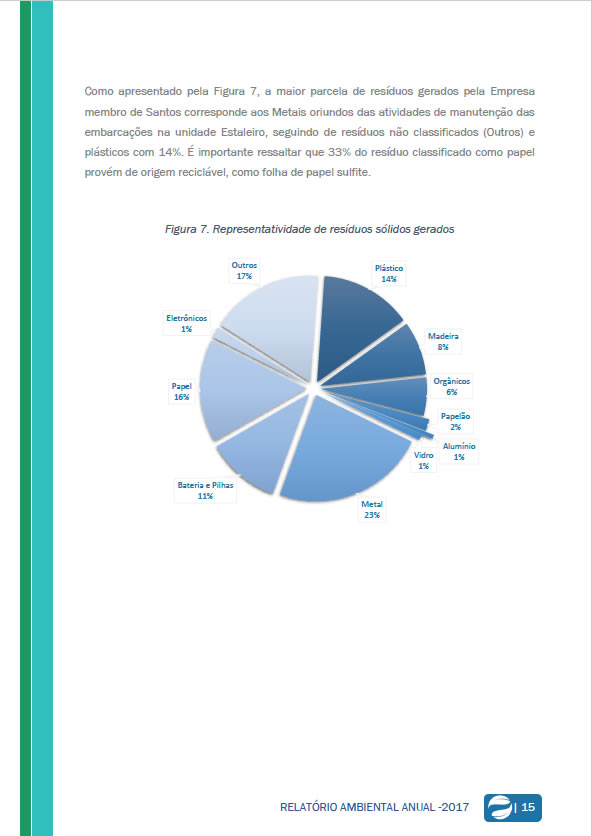 Como apresentado pela Figura 7, a maior parcela de resíduos gerados pela Empresa
membro de Santos corresponde aos Metais oriundos das atividades de manutenção das
embarcações na unidade Estaleiro, seguindo de resíduos não classificados (Outros) e
plásticos com 14%. É importante ressaltar que 33% do resíduo classificado como papel
provém de origem reciclável, como folha de papel sulfite.
Figura 7. Representatividade de resíduos sólidos gerados
Outros
17%
Plástico
14%
Eletrônicos
1%
Madeira
8%
Papel
16%
Orgânicos
6%
Papelão
2%
Alumínio
1%
Vidro
1%
Bateria e Pilhas
11%
Metal
23%
RELATÓRIO AMBIENTAL ANUAL -2017
| 15